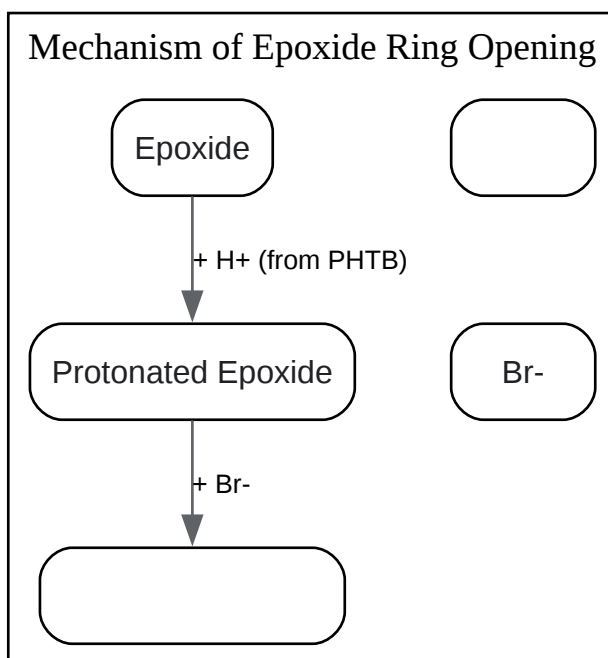 Mechanism of Epoxide Ring Opening
Epoxide
+ H+ (from PHTB)
Protonated Epoxide
Br-
+ Br-